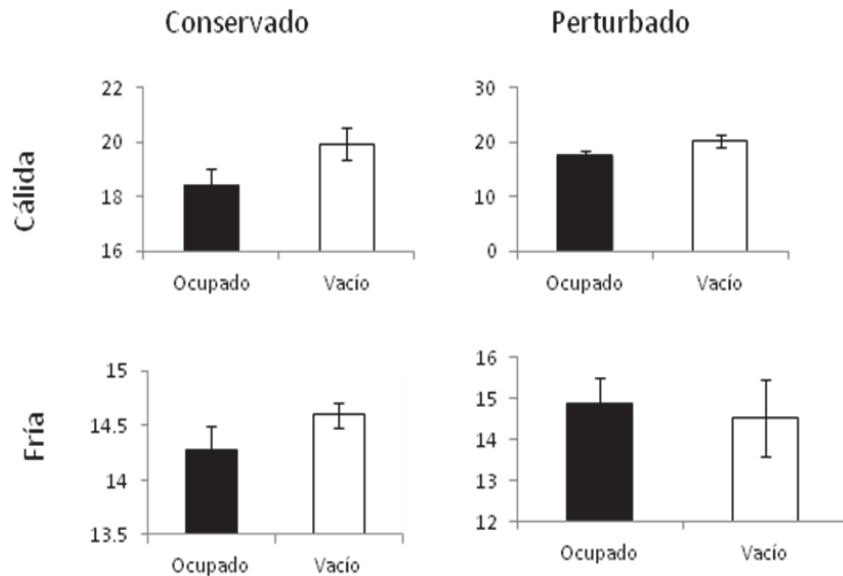 Conservado
Perturbado
Cálida
22
20
18
16
Ocupado
Vacío
30
20
10
0
Ocupado
Vacío
Fría
15
14.5
14
13.5
Ocupado
Vacío
16
15
14
13
12
Ocupado
Vacío